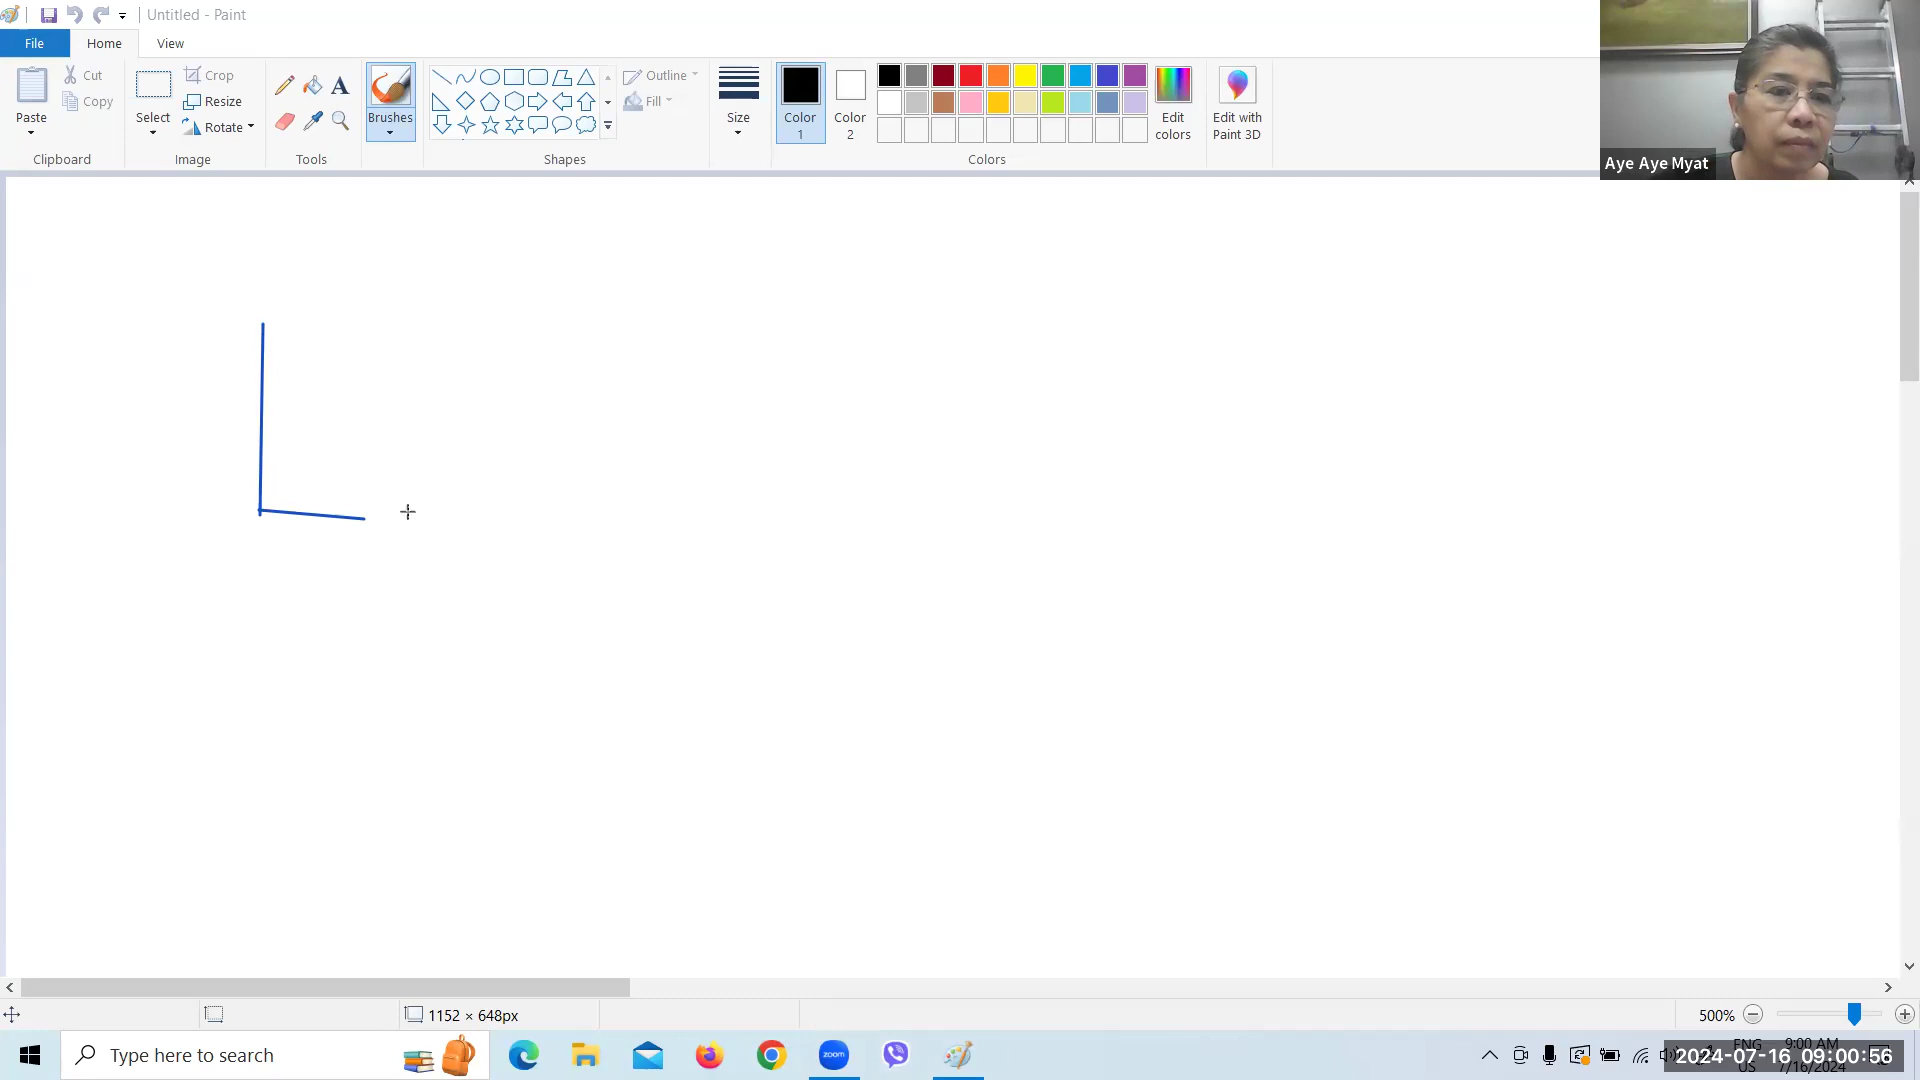 Untitled - Paint
File
Home
View
Paste
Cut
Copy
Clipboard
Select
Crop
Resize
Rotate
Image
A
Tools
Brushes
Outline
Fill
Shapes
Size
Color
1
Color
2
Edit
colors
Colors
Edit with
Paint 3D
Aye Aye Myat
1152 × 648px
500%
Type here to search
zoom
ENG
US
9:00 AM
7/16/2024
2024-07-16 09:00:56